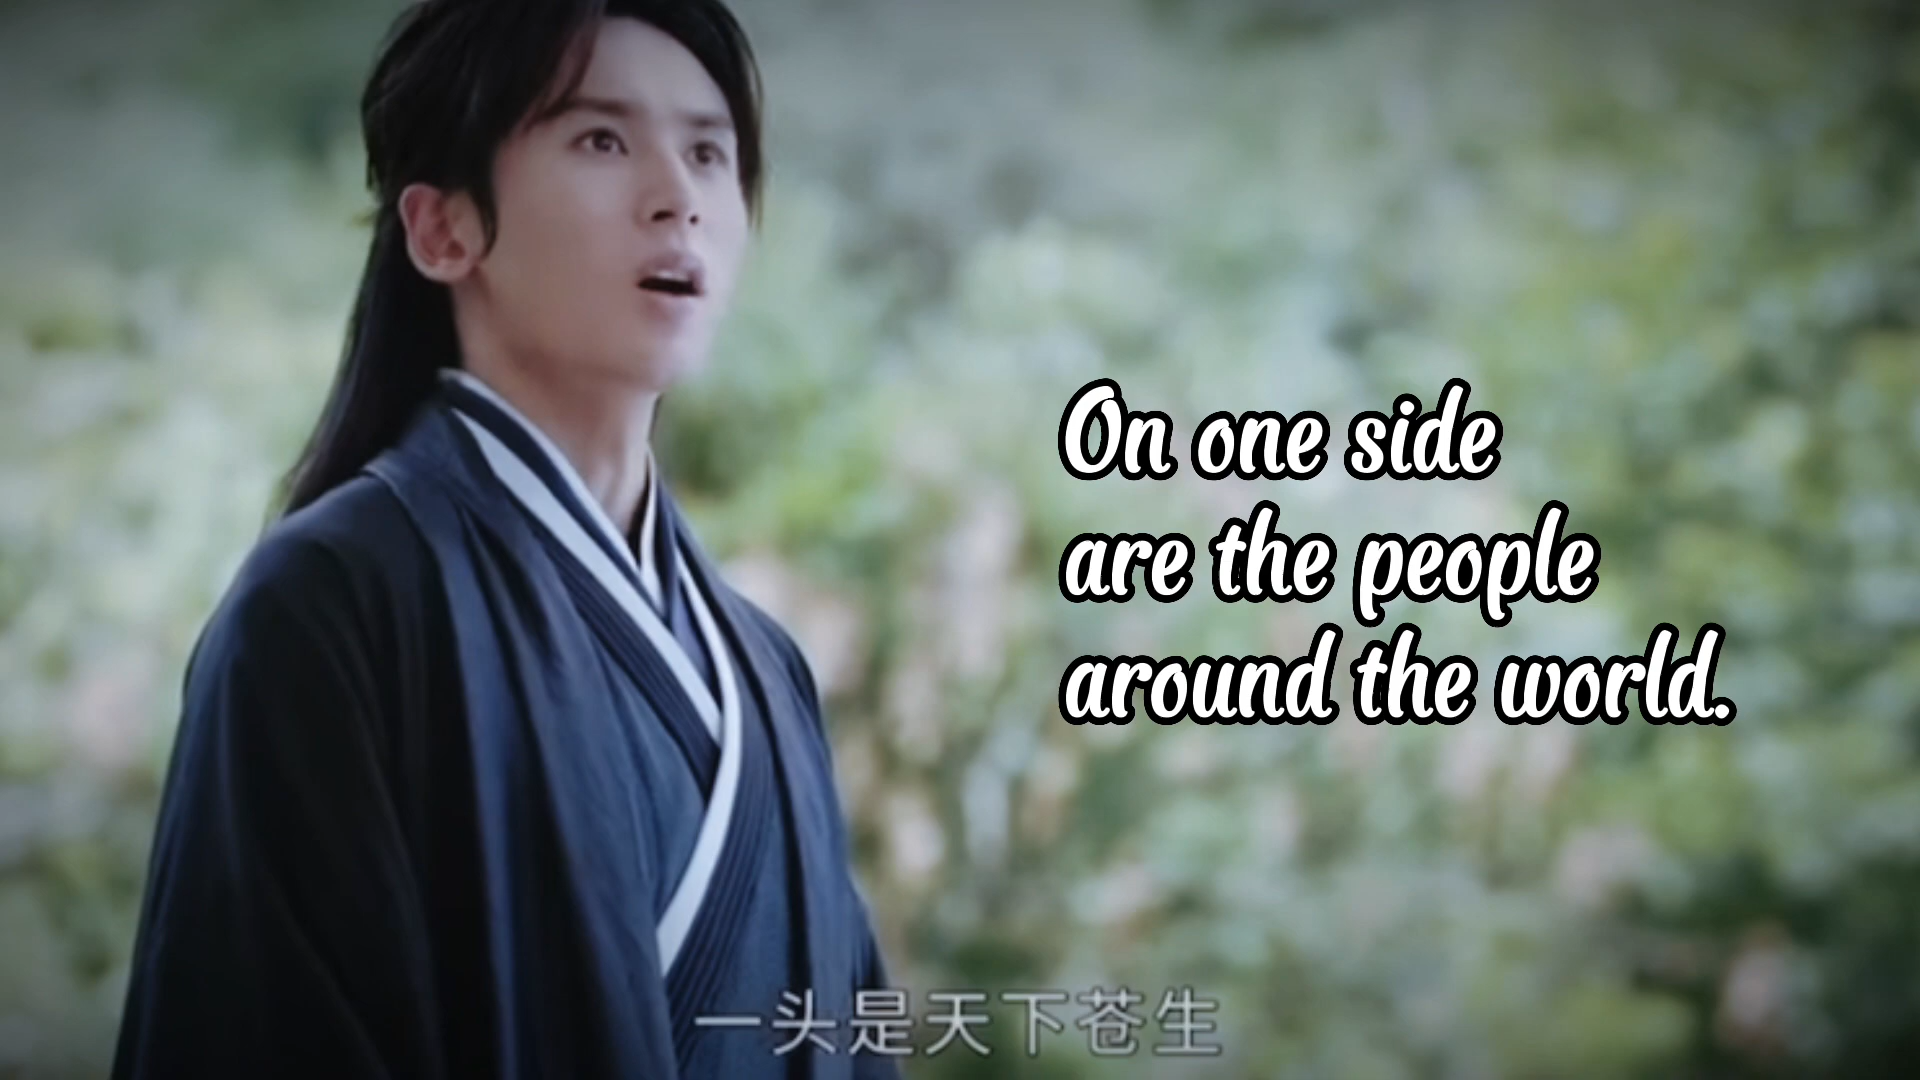 On one side
are the people
around the world.
一头是天下苍生